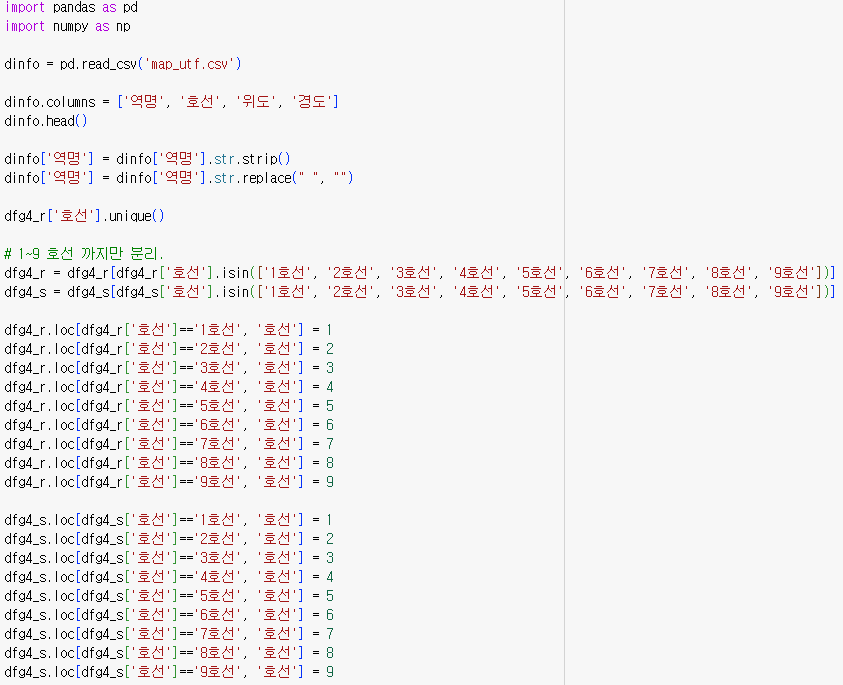 import pandas as pd
import numpy as np
dinfo = pd.read_csv('map_utf.csv')
dinfo.columns = ['역명', '호선', '위도', '경도']
dinfo.head()
dinfo['역명'] = dinfo['역명'].str.strip()
dinfo['역명'] = dinfo['역명'].str.replace(" ", "")
dfg4_r['호선'].unique()
# 1~9 호선 까지만 분리.
dfg4_r = dfg4_r[dfg4_r['호선'].isin(['1호선', '2호선', '3호선', '4호선', '5호선', '6호선', '7호선', '8호선', '9호선'])]
dfg4_s = dfg4_s[dfg4_s['호선'].isin(['1호선', '2호선', '3호선', '4호선', '5호선', '6호선', '7호선', '8호선', '9호선'])]
dfg4_r.loc[dfg4_r['호선']=='1호선', '호선'] = 1
dfg4_r.loc[dfg4_r['호선']=='2호선', '호선'] = 2
dfg4_r.loc[dfg4_r['호선']=='3호선', '호선'] = 3
dfg4_r.loc[dfg4_r['호선']=='4호선', '호선'] = 4
dfg4_r.loc[dfg4_r['호선']=='5호선', '호선'] = 5
dfg4_r.loc[dfg4_r['호선']=='6호선', '호선'] = 6
dfg4_r.loc[dfg4_r['호선']=='7호선', '호선'] = 7
dfg4_r.loc[dfg4_r['호선']=='8호선', '호선'] = 8
dfg4_r.loc[dfg4_r['호선']=='9호선', '호선'] = 9
dfg4_s.loc[dfg4_s['호선']=='1호선', '호선'] = 1
dfg4_s.loc[dfg4_s['호선']=='2호선', '호선'] = 2
dfg4_s.loc[dfg4_s['호선']=='3호선', '호선'] = 3
dfg4_s.loc[dfg4_s['호선']=='4호선', '호선'] = 4
dfg4_s.loc[dfg4_s['호선']=='5호선', '호선'] = 5
dfg4_s.loc[dfg4_s['호선']=='6호선', '호선'] = 6
dfg4_s.loc[dfg4_s['호선']=='7호선', '호선'] = 7
dfg4_s.loc[dfg4_s['호선']=='8호선', '호선'] = 8
dfg4_s.loc[dfg4_s['호선']=='9호선', '호선'] = 9